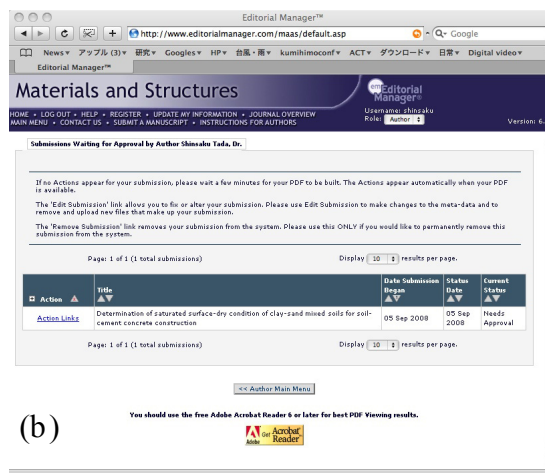 Editorial Manager™
http://www.editorialmanager.com/maas/default.asp
Google
News▾ アップル (3)▾ 研究▾ Googles▾ HP▾ 台風・雨▾ kumihimoconf▾ ACT▾ ダウンロード▾ 日常▾ Digital video▾
Editorial Manager™
Materials and Structures
em Editorial Manager®
HOME • LOG OUT • HELP • REGISTER • UPDATE MY INFORMATION • JOURNAL OVERVIEW
MAIN MENU • CONTACT US • SUBMIT A MANUSCRIPT • INSTRUCTIONS FOR AUTHORS
Username: shinsaku
Role: Author
Version: 6.
Submissions Waiting for Approval by Author Shinsaku Tada, Dr.
If no Actions appear for your submission, please wait a few minutes for your PDF to be built. The Actions appear automatically when your PDF
is available.
The 'Edit Submission' link allows you to fix or alter your submission. Please use Edit Submission to make changes to the meta-data and to
remove and upload new files that make up your submission.
The 'Remove Submission' link removes your submission from the system. Please use this ONLY if you would like to permanently remove this
submission from the system.
Page: 1 of 1 (1 total submissions) Display 10 results per page.
Action
Title
Date Submission
Began
Status
Date
Current
Status
Action Links
Determination of saturated surface-dry condition of clay-sand mixed soils for soil-
cement concrete construction
05 Sep 2008
05 Sep
2008
Needs
Approval
Page: 1 of 1 (1 total submissions) Display 10 results per page.
<< Author Main Menu
You should use the free Adobe Acrobat Reader 6 or later for best PDF Viewing results.
Adobe Get Acrobat Reader
(b)